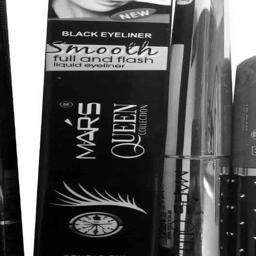 NEW
BLACK EYELINER
Smooth
full and flash
liquid eyeliner
MARS
QUEEN
COLLECTION